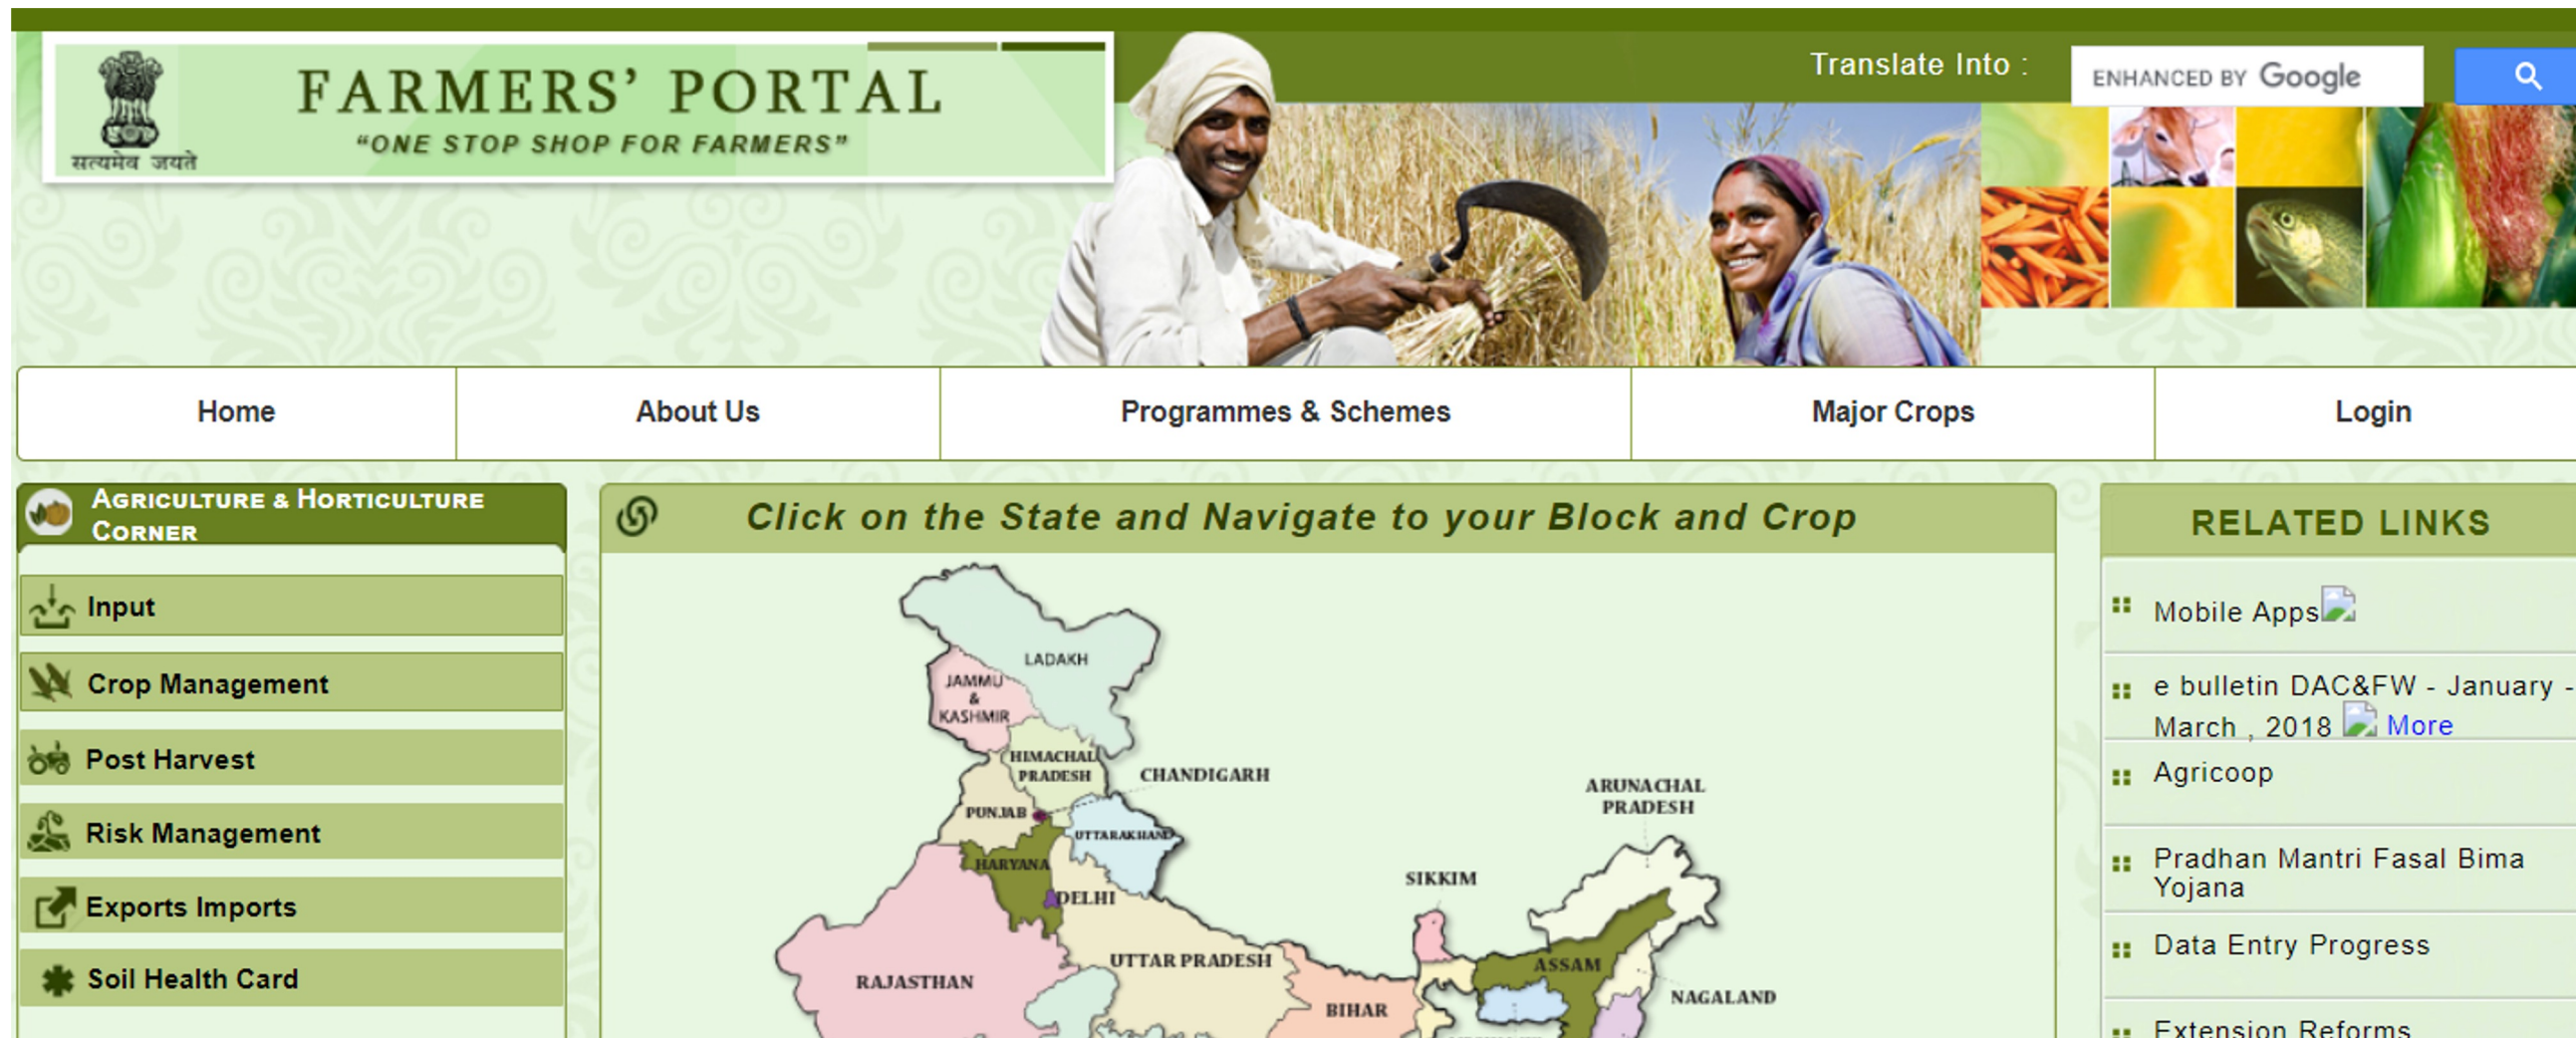 सत्यमेव जयते
FARMERS' PORTAL
"ONE STOP SHOP FOR FARMERS"
Translate Into :
ENHANCED BY Google
Home
About Us
Programmes & Schemes
Major Crops
Login
AGRICULTURE & HORTICULTURE
CORNER
Input
Crop Management
Post Harvest
Risk Management
Exports Imports
Soil Health Card
Click on the State and Navigate to your Block and Crop
LADAKH
JAMMU
&
KASHMIR
HIMACHAL
PRADESH
CHANDIGARH
PUNJAB
UTTARAKHAND
HARYANA
DELHI
ARUNACHAL
PRADESH
SIKKIM
UTTAR PRADESH
ASSAM
RAJASTHAN
NAGALAND
BIHAR
RELATED LINKS
Mobile Apps
e bulletin DAC&FW - January -
March , 2018 More
Agricoop
Pradhan Mantri Fasal Bima
Yojana
Data Entry Progress
Extension Reforms